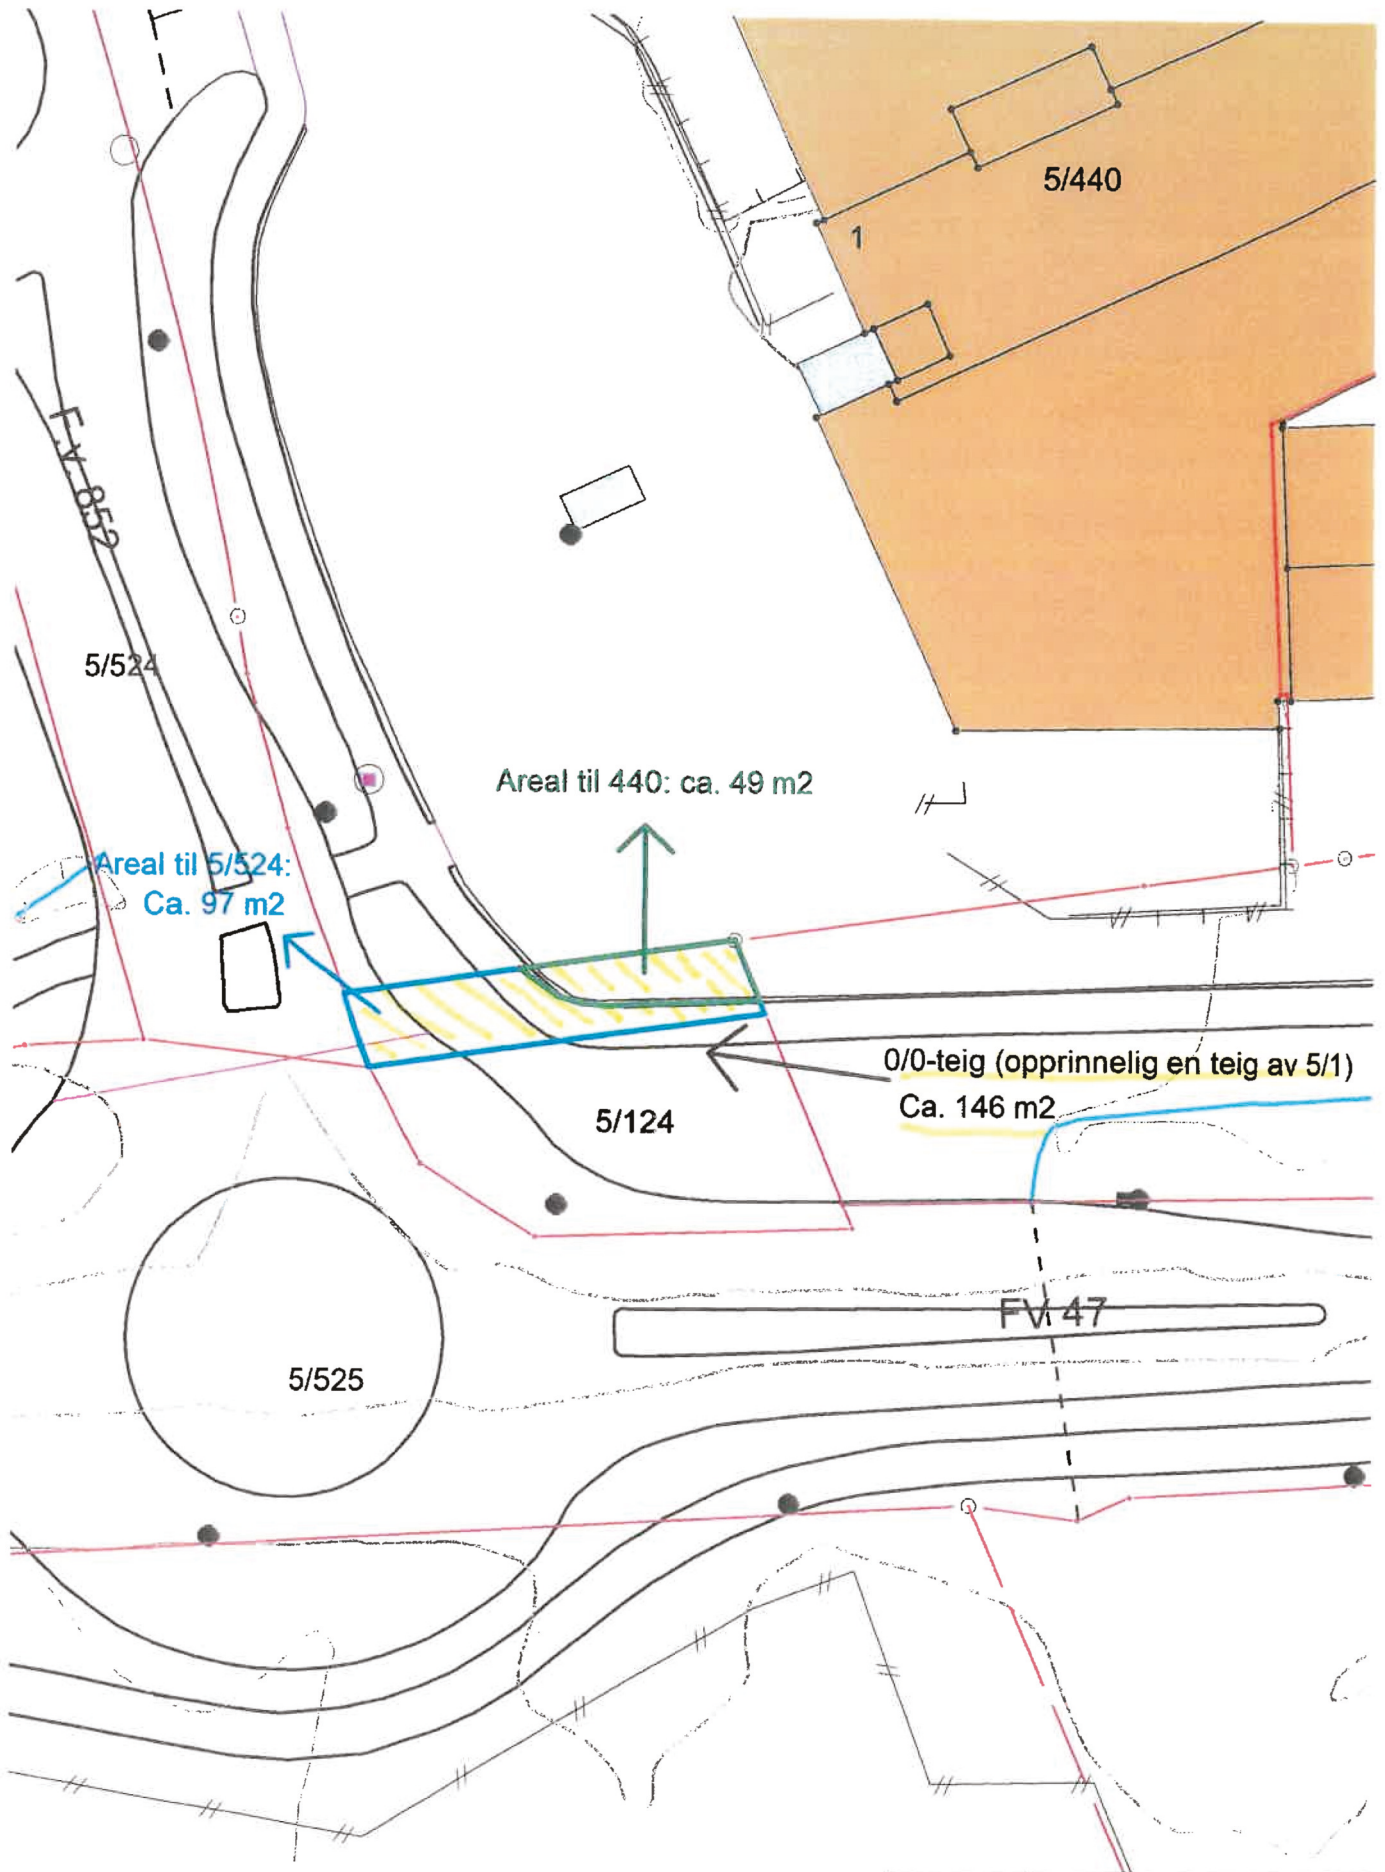 5/440
1
F.V. 852
5/524
Areal til 440: ca. 49 m2
Areal til 5/524:
Ca. 97 m2
0/0-teig (opprinnelig en teig av 5/1)
Ca. 146 m2
5/124
FV. 47
5/525